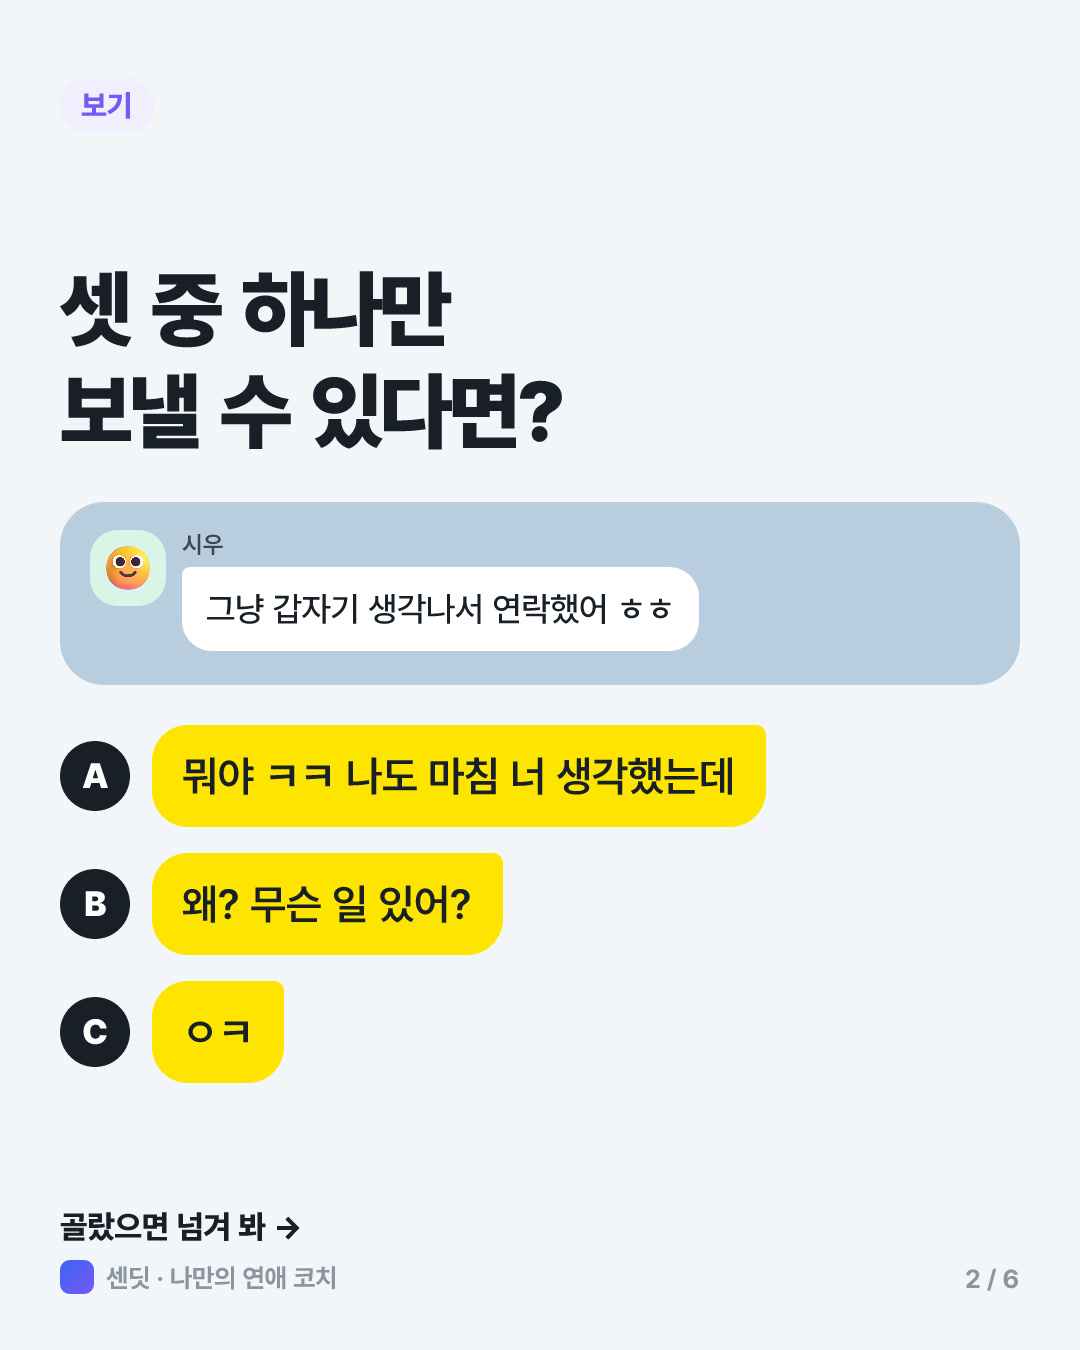 보기
셋 중 하나만
보낼 수 있다면?
시우
그냥 갑자기 생각나서 연락했어 ㅎㅎ
A 뭐야 ㅋㅋ 나도 마침 너 생각했는데
B 왜? 무슨 일 있어?
C ㅇㅋ
골랐으면 넘겨 봐 →
센딧 · 나만의 연애 코치
2 / 6